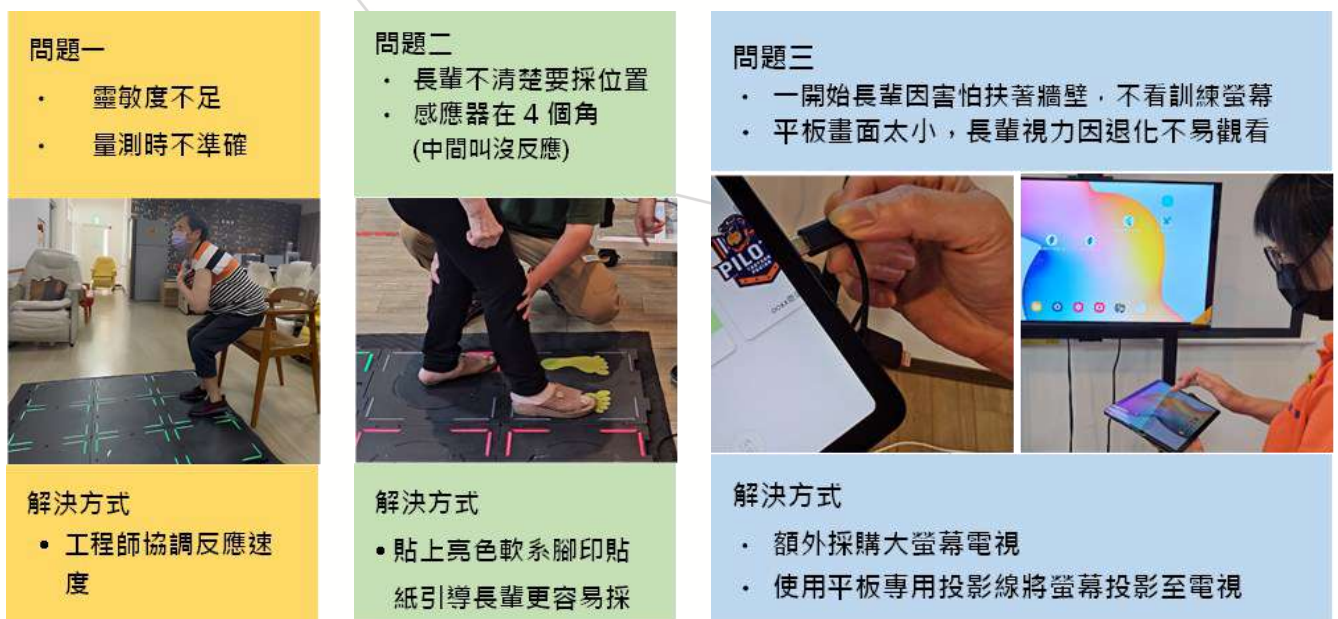 問題一
· 靈敏度不足
· 量測時不準確
解決方式
• 工程師協調反應速
度
問題二
· 長輩不清楚要採位置
· 感應器在 4 個角
(中間叫沒反應)
解決方式
•貼上亮色軟系腳印貼
紙引導長輩更容易採
問題三
· 一開始長輩因害怕扶著牆壁，不看訓練螢幕
· 平板畫面太小，長輩視力因退化不易觀看
PILO
解決方式
· 額外採購大螢幕電視
· 使用平板專用投影線將螢幕投影至電視